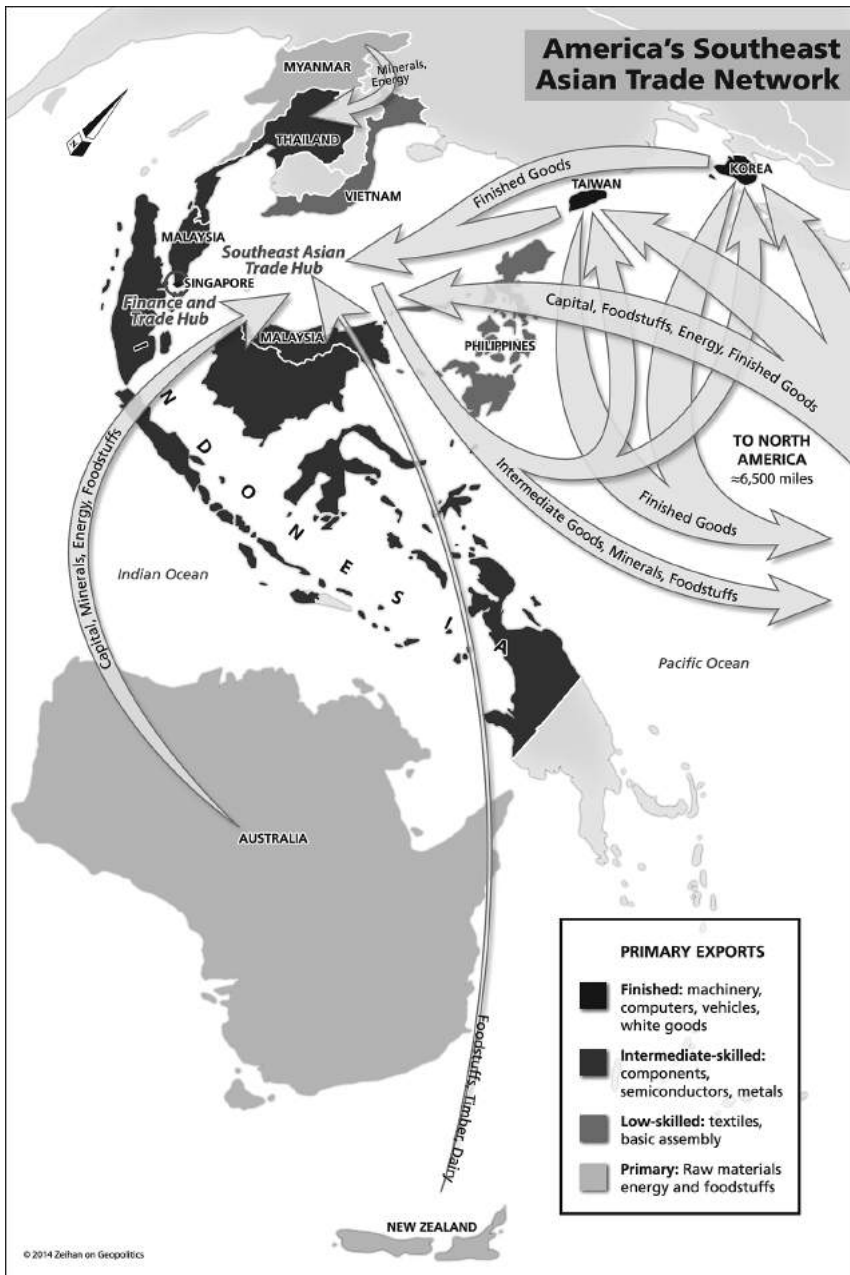 America's Southeast
Asian Trade Network
MYANMAR
Minerals,
Energy
THAILAND
VIETNAM
Finished Goods
TAIWAN
KOREA
MALAYSIA
Southeast Asian
Trade Hub
SINGAPORE
Finance and
Trade Hub
MALAYSIA
Capital, Foodstuffs, Energy, Finished Goods
PHILIPPINES
INDONESIA
TO NORTH
AMERICA
≈6,500 miles
Finished Goods
Intermediate Goods, Minerals, Foodstuffs
Capital, Minerals, Energy, Foodstuffs
Indian Ocean
Pacific Ocean
AUSTRALIA
Foodstuffs, Timber, Dairy
NEW ZEALAND
PRIMARY EXPORTS
Finished: machinery,
computers, vehicles,
white goods
Intermediate-skilled:
components,
semiconductors, metals
Low-skilled: textiles,
basic assembly
Primary: Raw materials
energy and foodstuffs
© 2014 Zeihan on Geopolitics
N